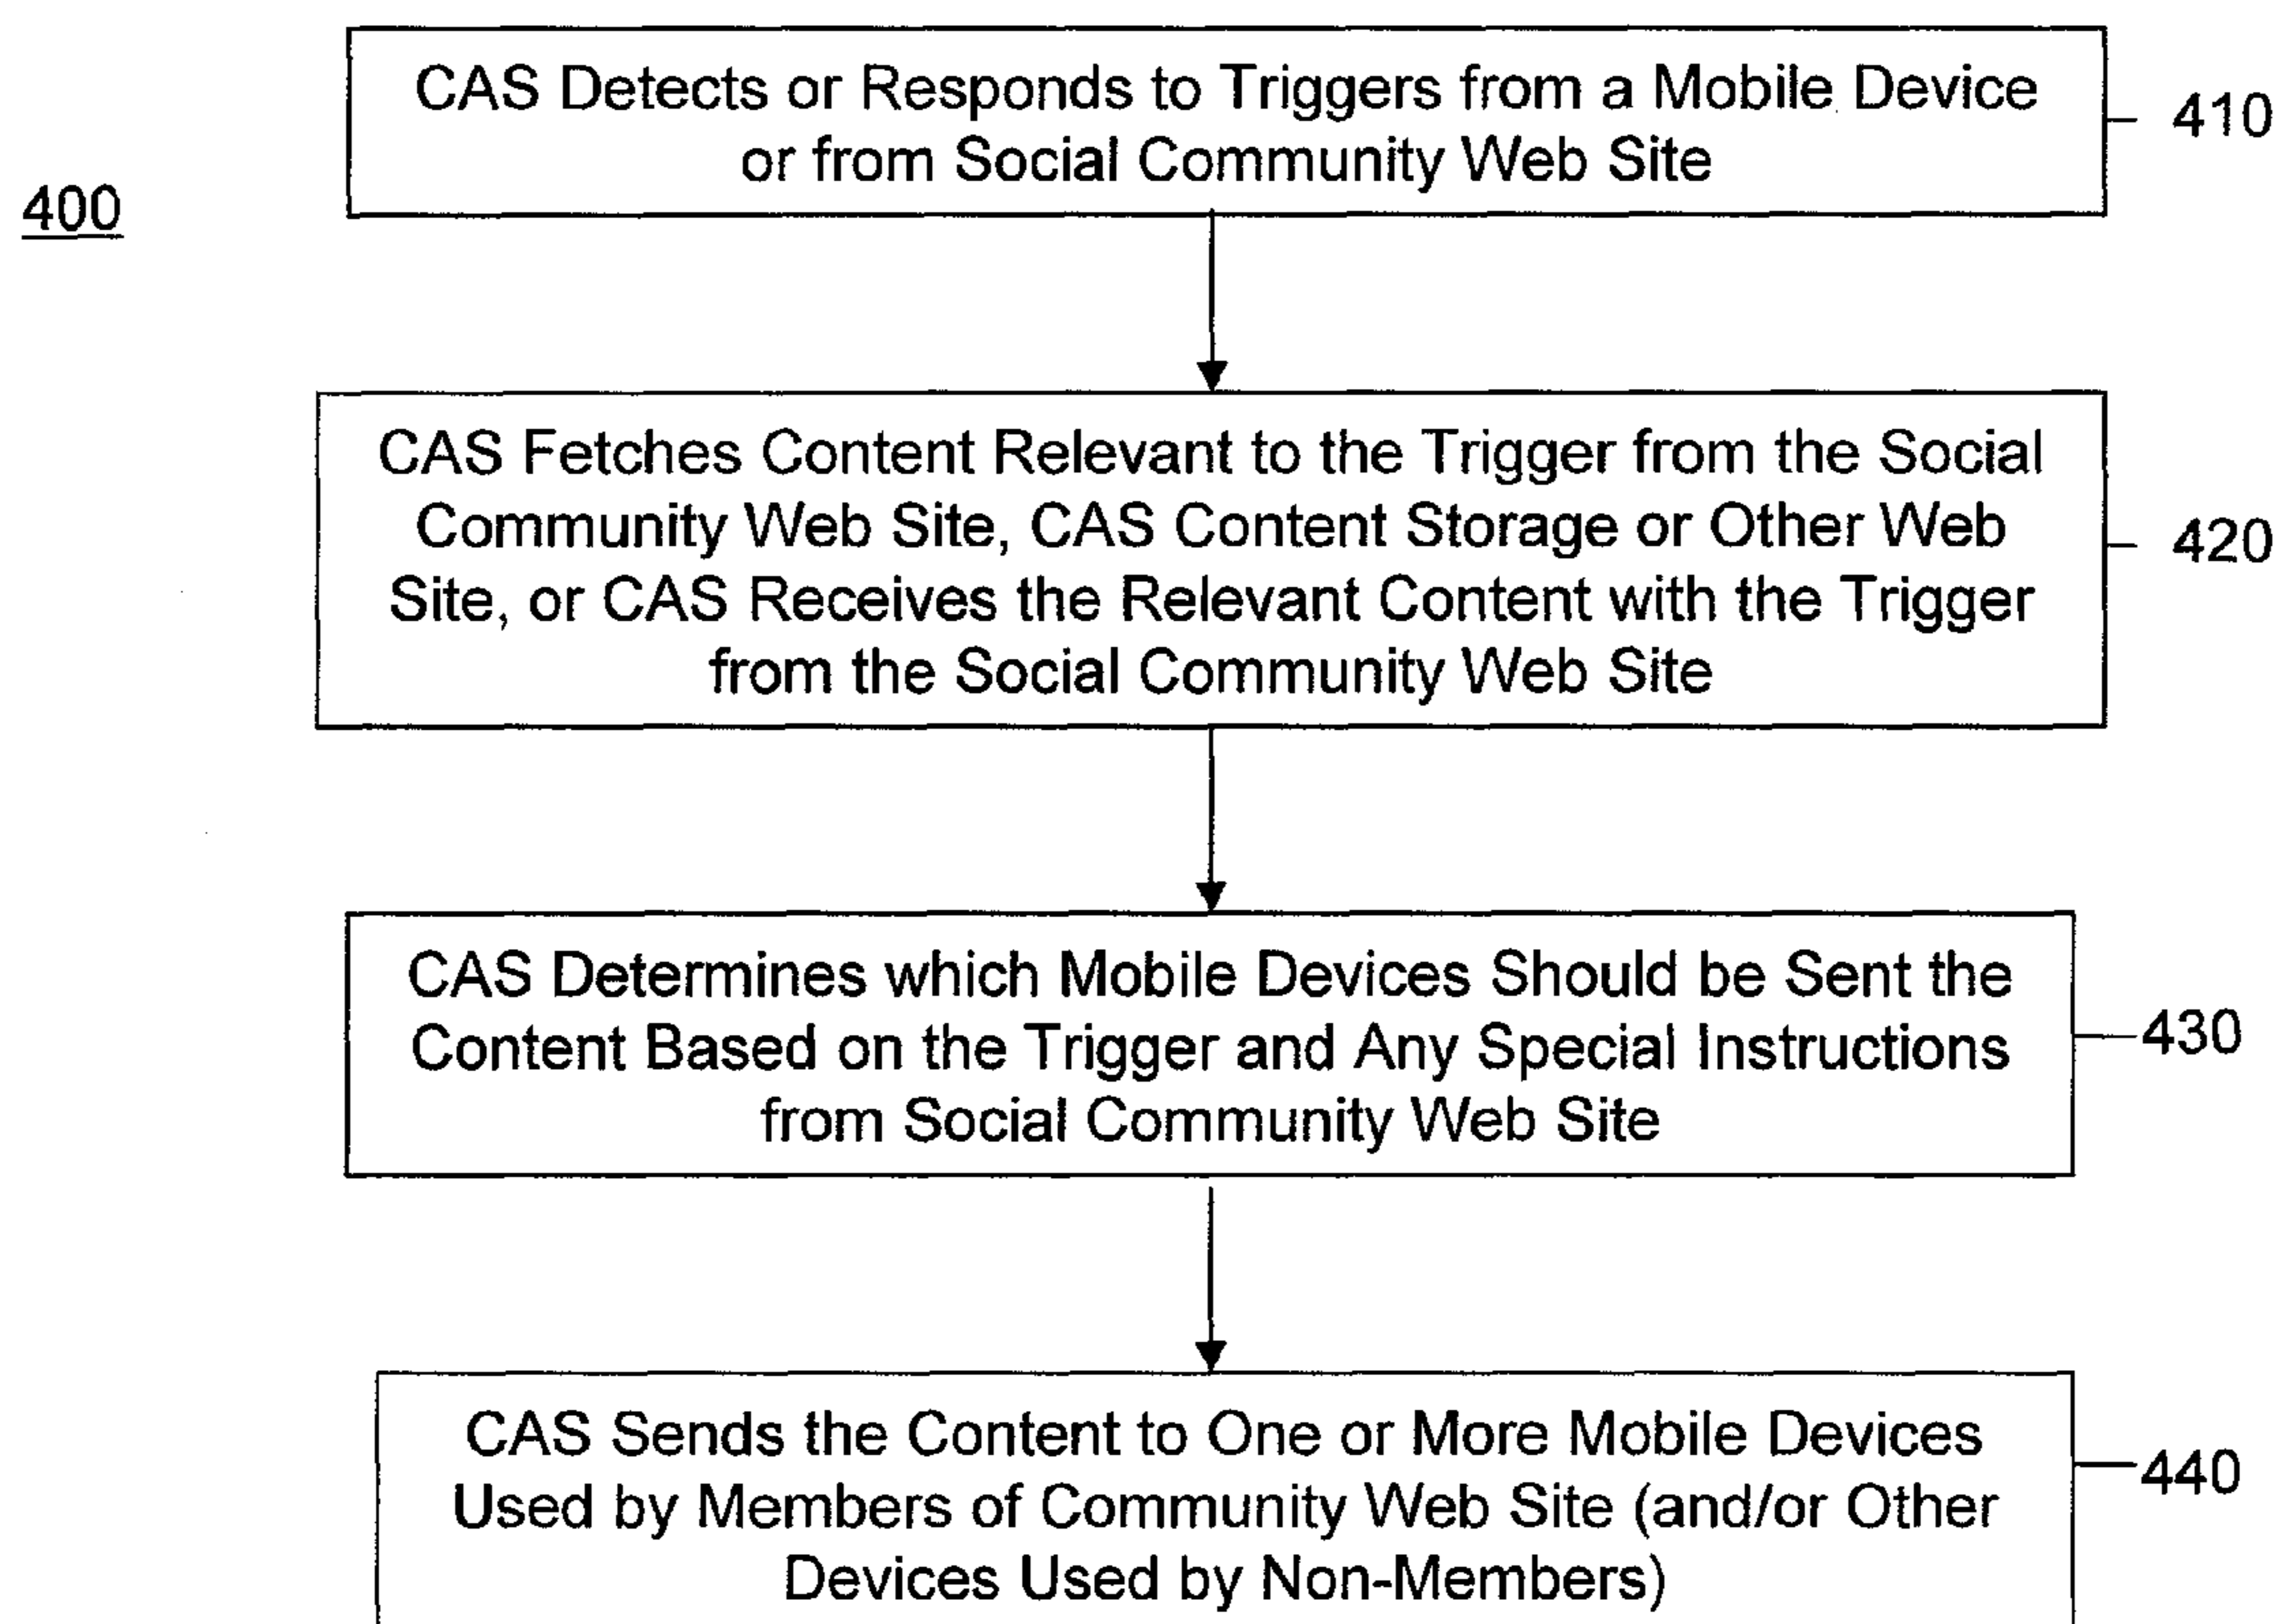 CAS Detects or Responds to Triggers from a Mobile Device
or from Social Community Web Site
410
400
CAS Fetches Content Relevant to the Trigger from the Social
Community Web Site, CAS Content Storage or Other Web
Site, or CAS Receives the Relevant Content with the Trigger
from the Social Community Web Site
420
CAS Determines which Mobile Devices Should be Sent the
Content Based on the Trigger and Any Special Instructions
from Social Community Web Site
430
CAS Sends the Content to One or More Mobile Devices
Used by Members of Community Web Site (and/or Other
Devices Used by Non-Members)
440